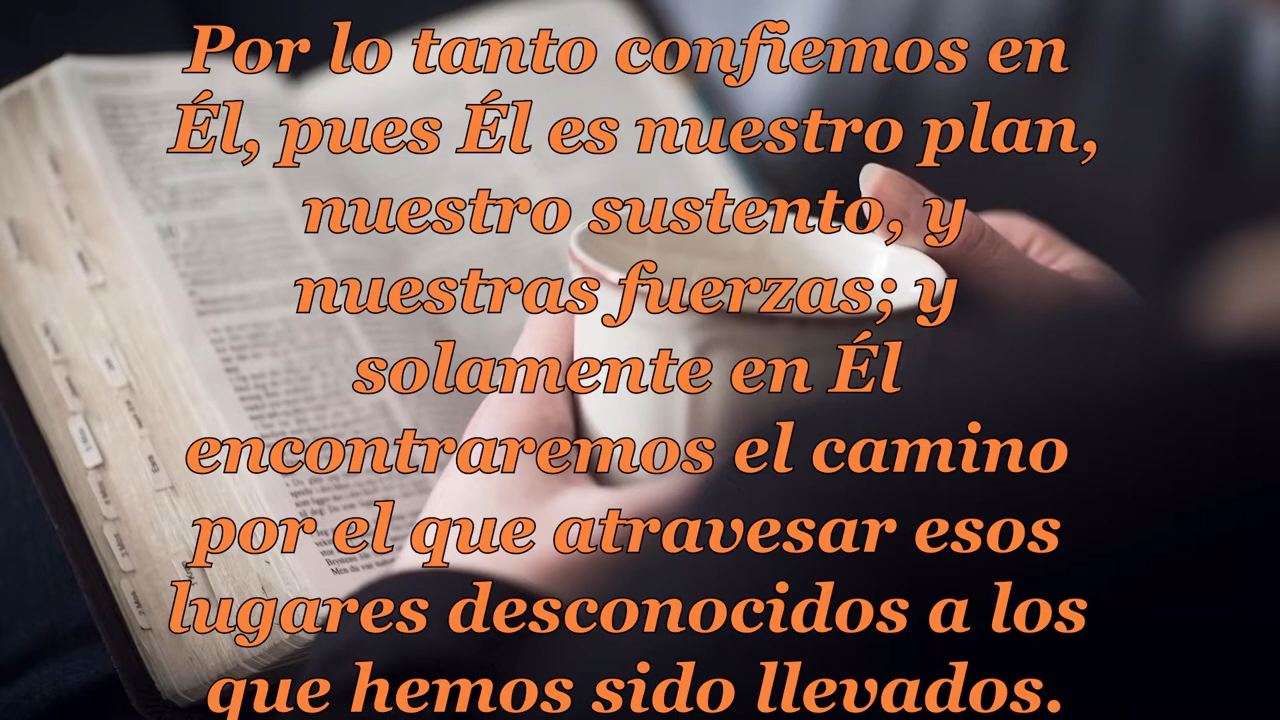 Por lo tanto confiemos en
Él, pues Él es nuestro plan,
nuestro sustento, y
nuestras fuerzas; y
solamente en Él
encontraremos el camino
por el que atravesar esos
lugares desconocidos a los
que hemos sido llevados.